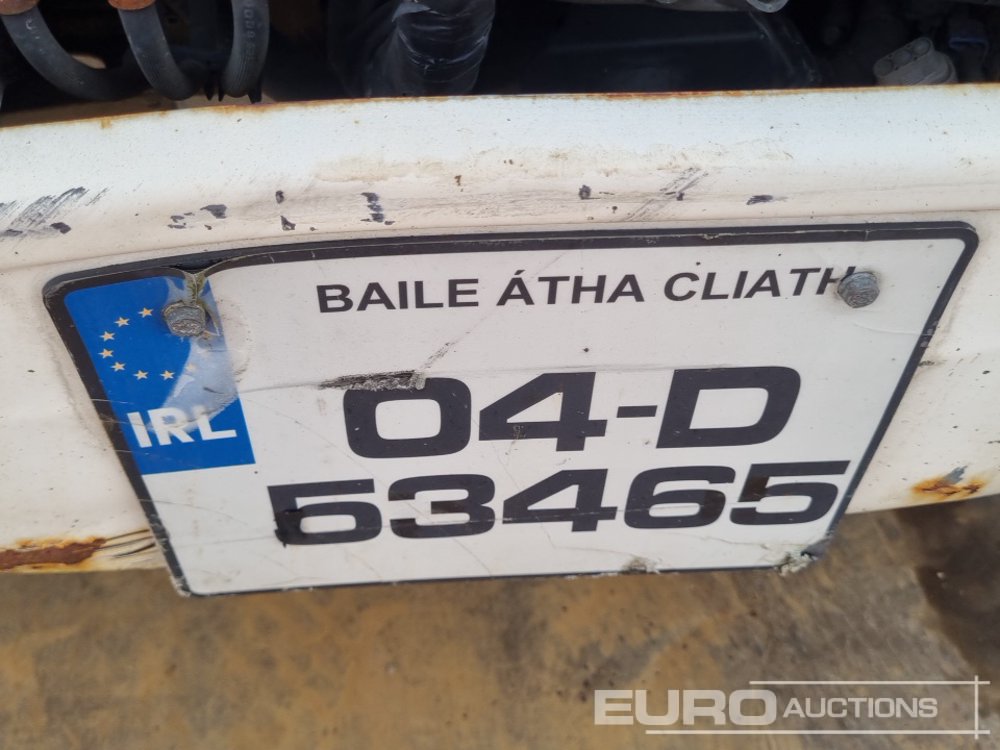 BAILE ÁTHA CLIATH
IRL
04-D
53465
EURO AUCTIONS